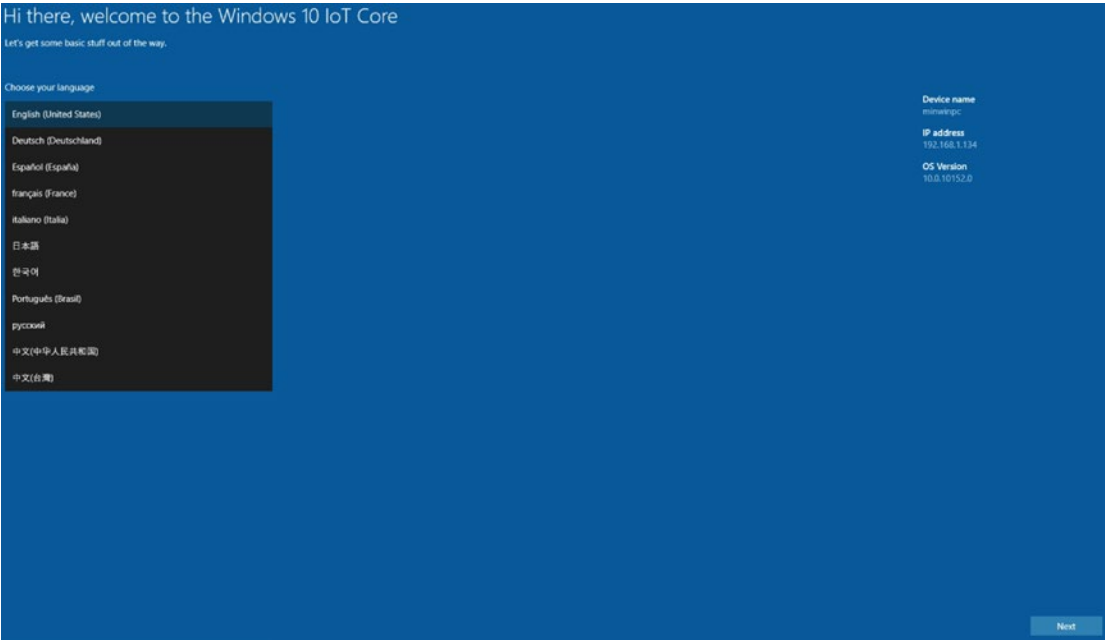 Hi there, welcome to the Windows 10 IoT Core
Let's get some basic stuff out of the way.
Choose your language
English (United States)
Deutsch (Deutschland)
Español (España)
français (France)
italiano (Italia)
日本語
한국어
Português (Brasil)
русский
中文(中华人民共和国)
中文(台灣)
Device name
minwinpc
IP address
192.168.1.134
OS Version
10.0.10152.0
Next